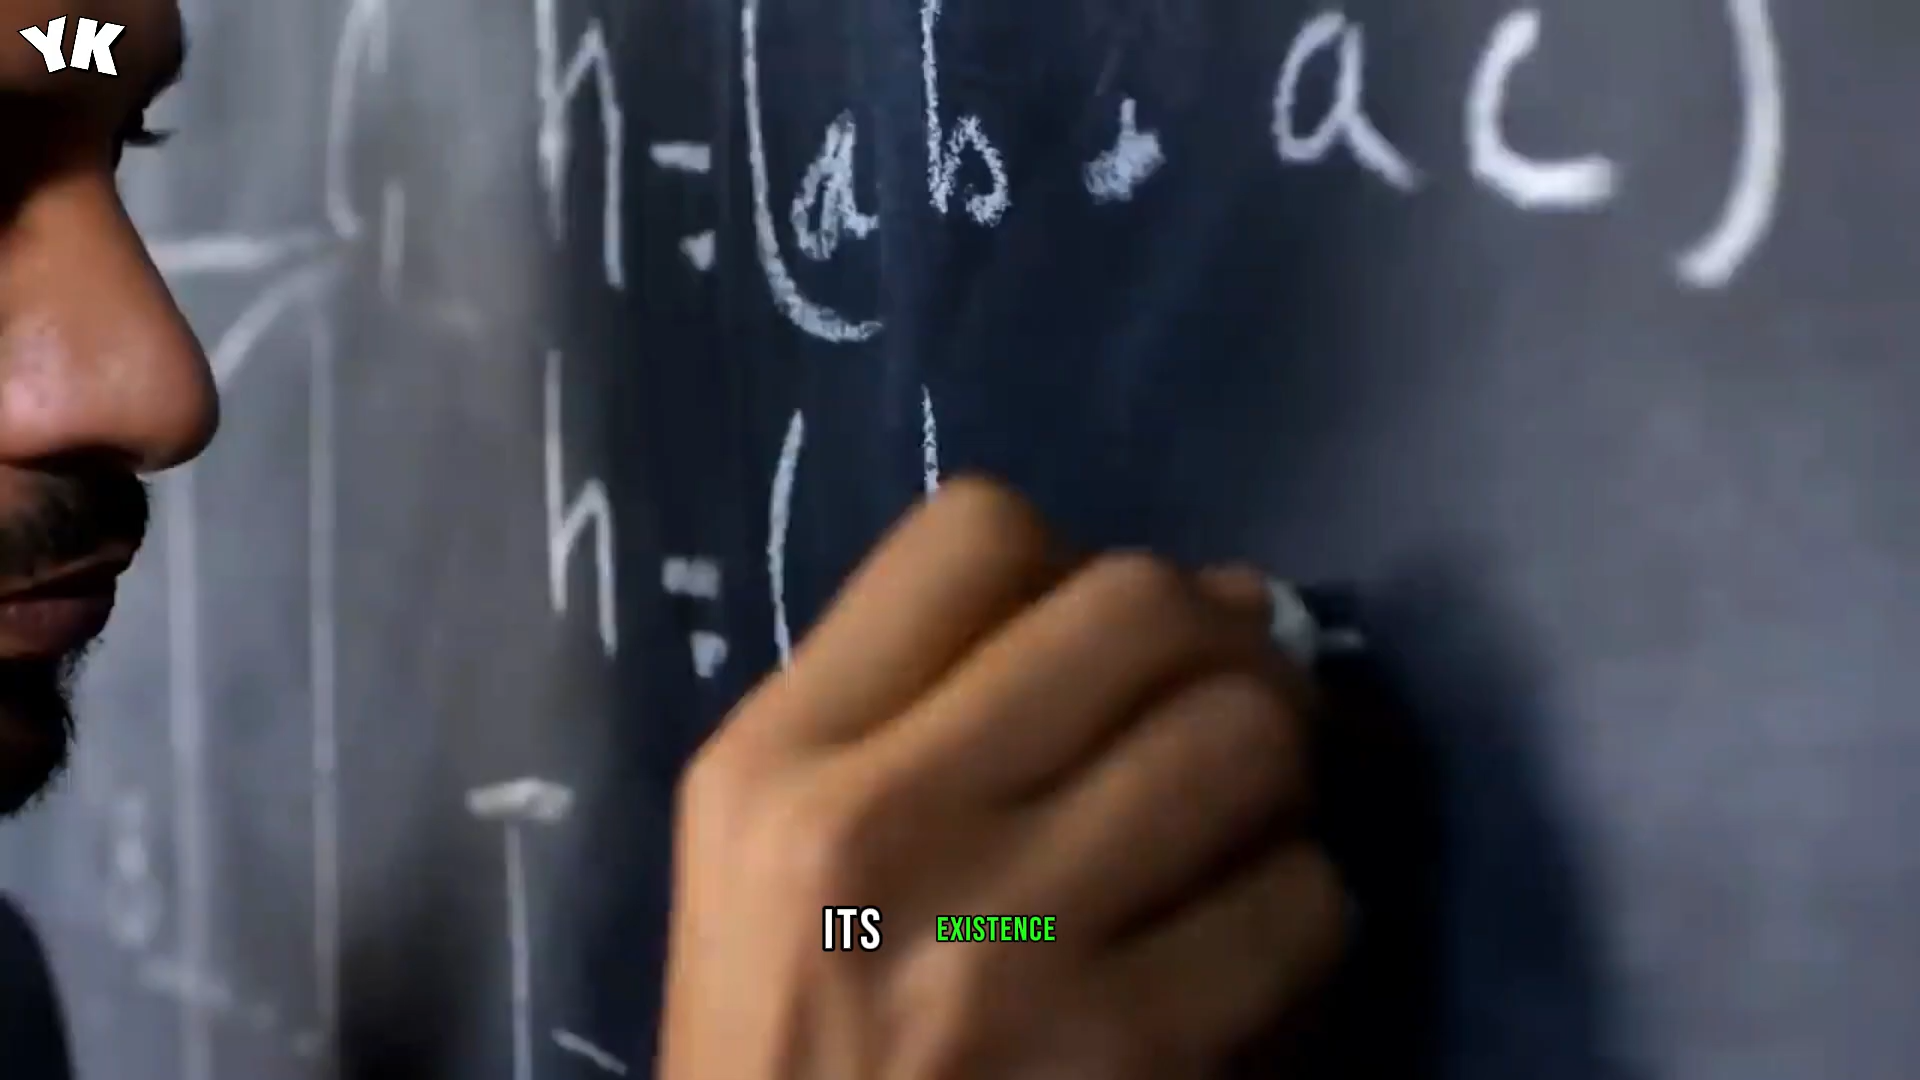 YK
h = (ab · ac)
h = (
ITS EXISTENCE